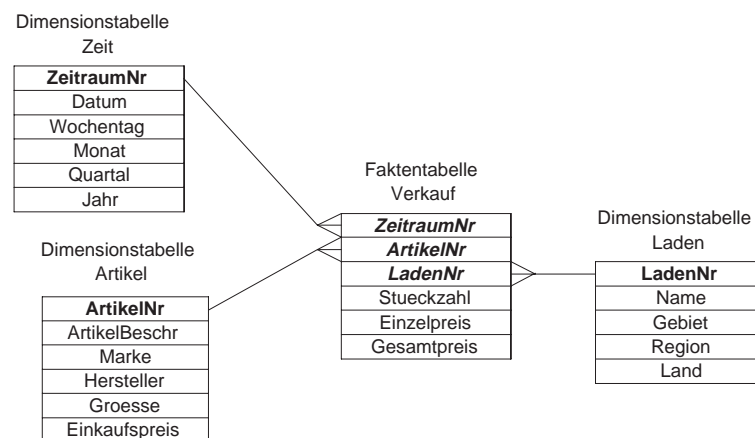 Dimensionstabelle
Zeit
ZeitraumNr
Datum
Wochentag
Monat
Quartal
Jahr
Dimensionstabelle
Artikel
ArtikelNr
ArtikelBeschr
Marke
Hersteller
Groesse
Einkaufspreis
Faktentabelle
Verkauf
ZeitraumNr
ArtikelNr
LadenNr
Stueckzahl
Einzelpreis
Gesamtpreis
Dimensionstabelle
Laden
LadenNr
Name
Gebiet
Region
Land